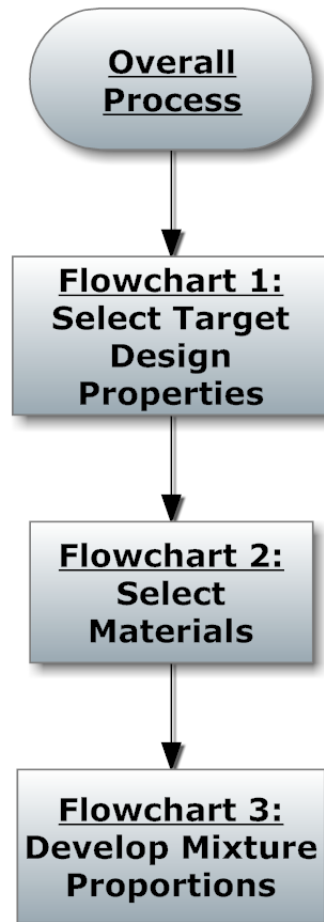 Overall
Process
Flowchart 1:
Select Target
Design
Properties
Flowchart 2:
Select
Materials
Flowchart 3:
Develop Mixture
Proportions